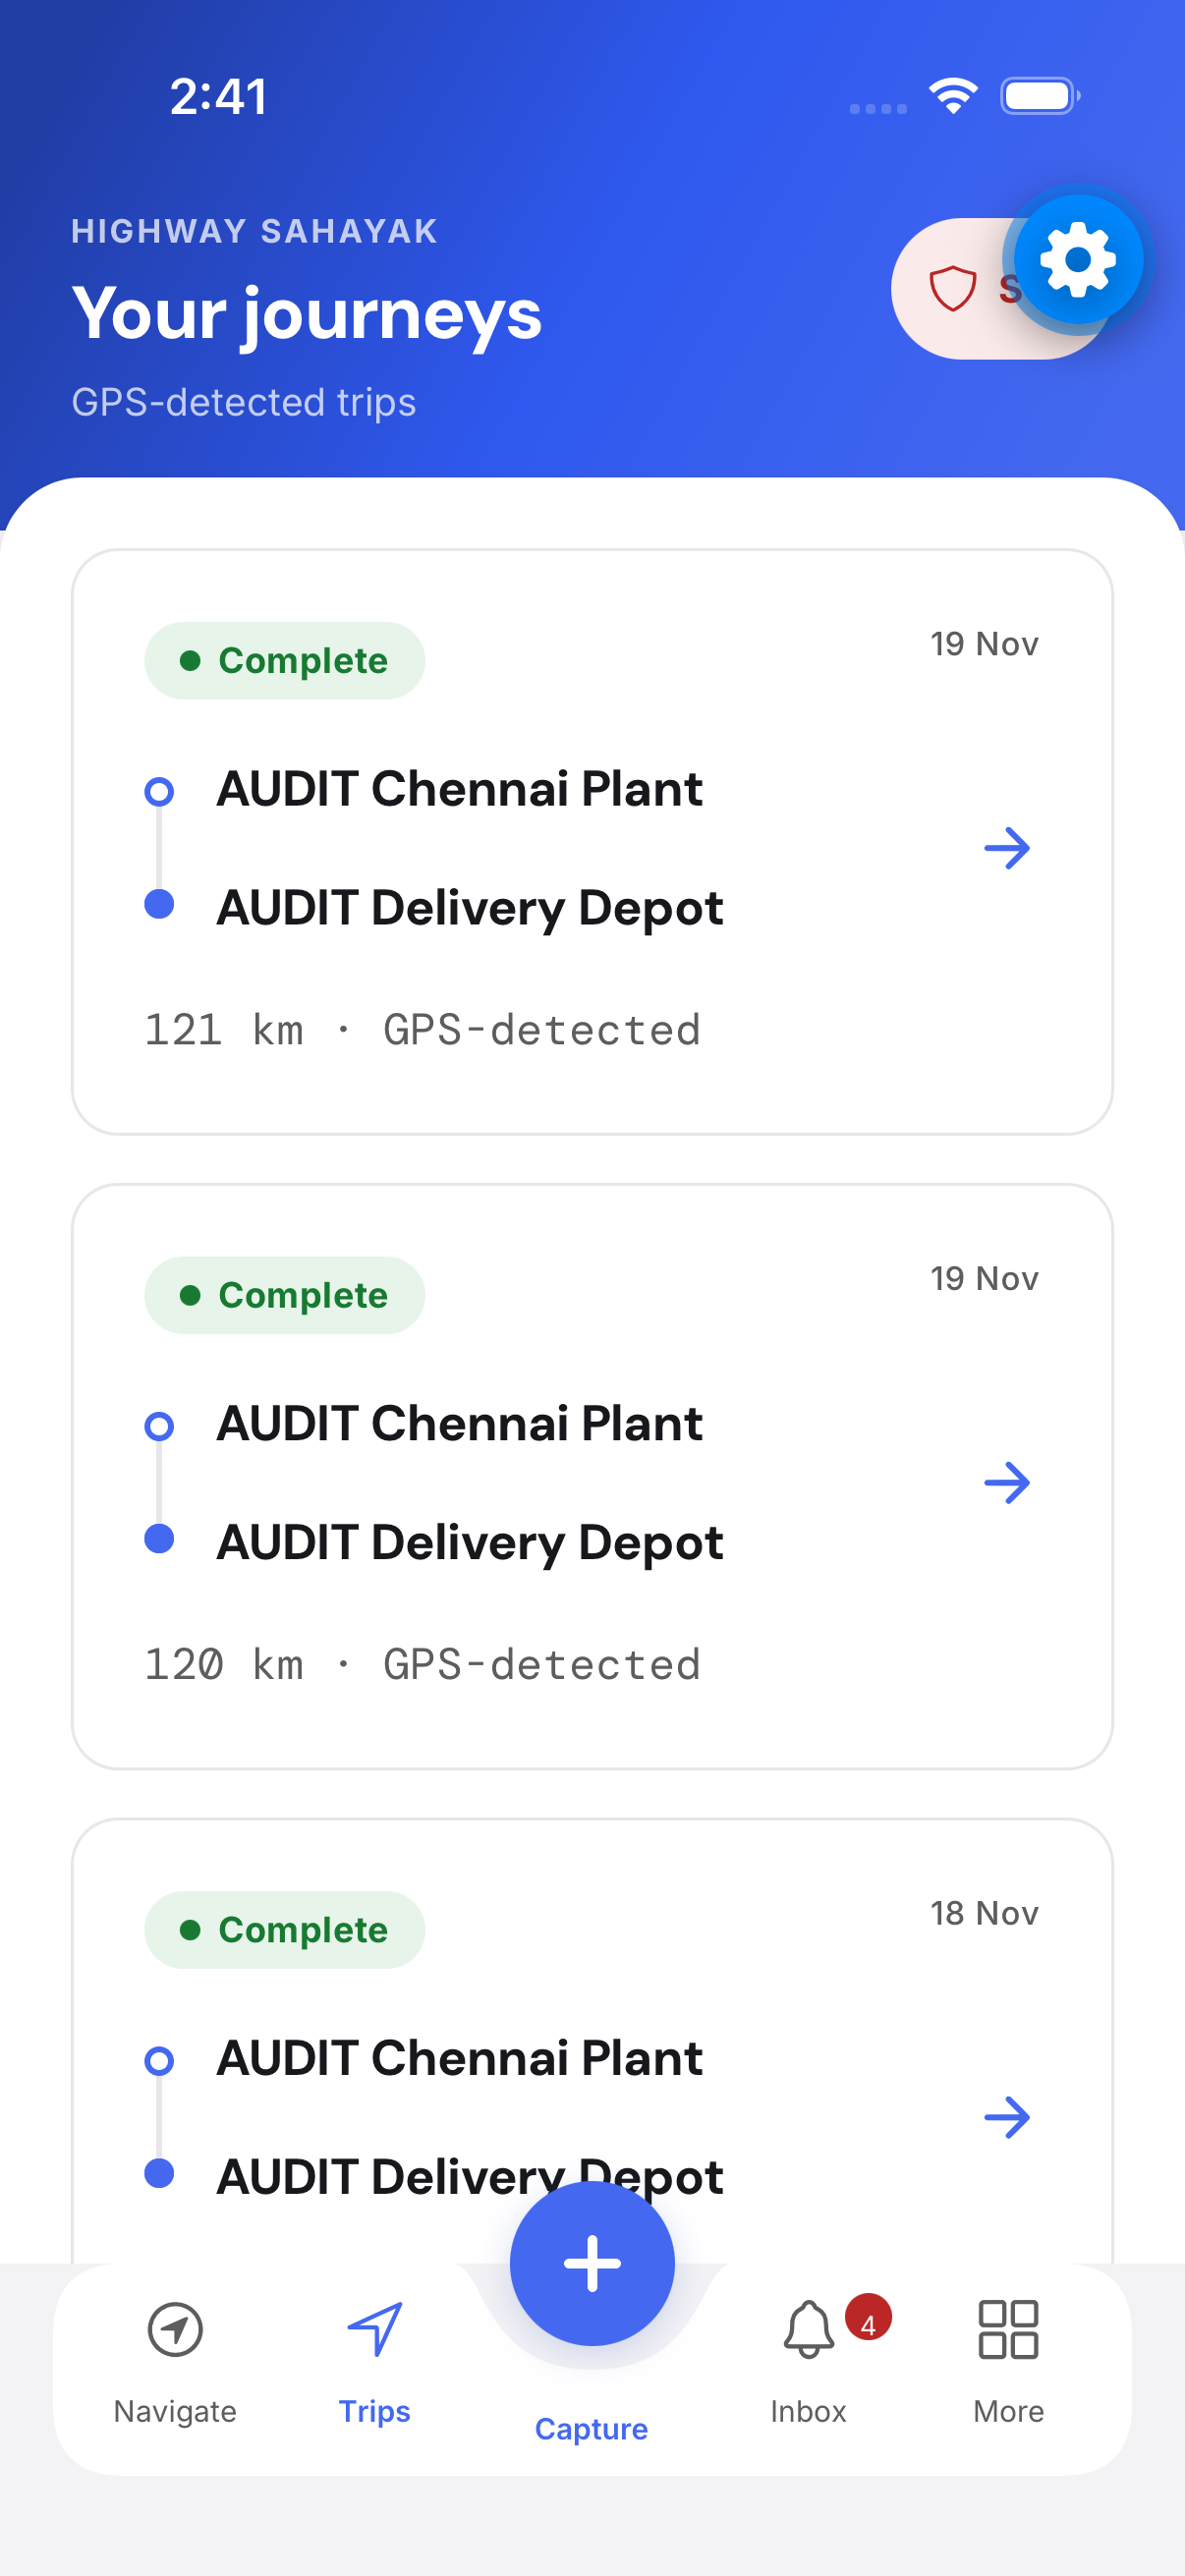 2:41
HIGHWAY SAHAYAK
Your journeys
GPS-detected trips
Complete
19 Nov
AUDIT Chennai Plant
AUDIT Delivery Depot
121 km · GPS-detected
Complete
19 Nov
AUDIT Chennai Plant
AUDIT Delivery Depot
120 km · GPS-detected
Complete
18 Nov
AUDIT Chennai Plant
AUDIT Delivery Depot
4
Navigate
Trips
Capture
Inbox
More